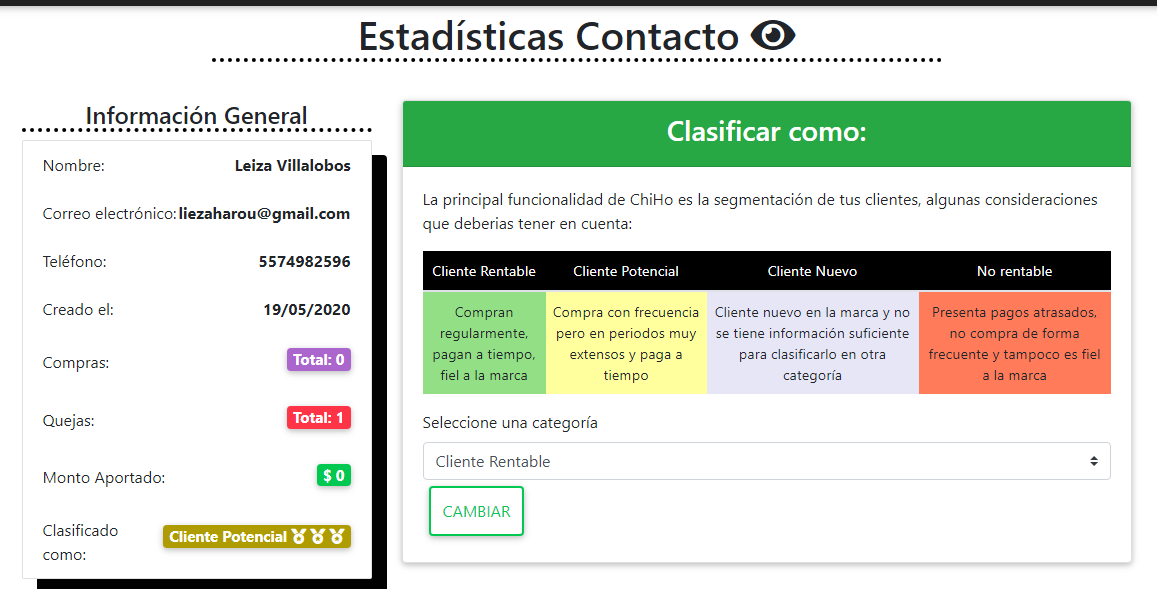 Estadísticas Contacto
Información General
Nombre: Leiza Villalobos
Correo electrónico: liezaharou@gmail.com
Teléfono: 5574982596
Creado el: 19/05/2020
Compras: Total: 0
Quejas: Total: 1
Monto Aportado: $ 0
Clasificado
como:
Cliente Potencial
Clasificar como:
La principal funcionalidad de ChiHo es la segmentación de tus clientes, algunas consideraciones
que deberias tener en cuenta:
Cliente Rentable Cliente Potencial Cliente Nuevo No rentable
Compran
regularmente,
pagan a tiempo,
fiel a la marca
Compra con frecuencia
pero en periodos muy
extensos y paga a
tiempo
Cliente nuevo en la marca y no
se tiene información suficiente
para clasificarlo en otra
categoría
Presenta pagos atrasados,
no compra de forma
frecuente y tampoco es fiel
a la marca
Seleccione una categoría
Cliente Rentable
CAMBIAR